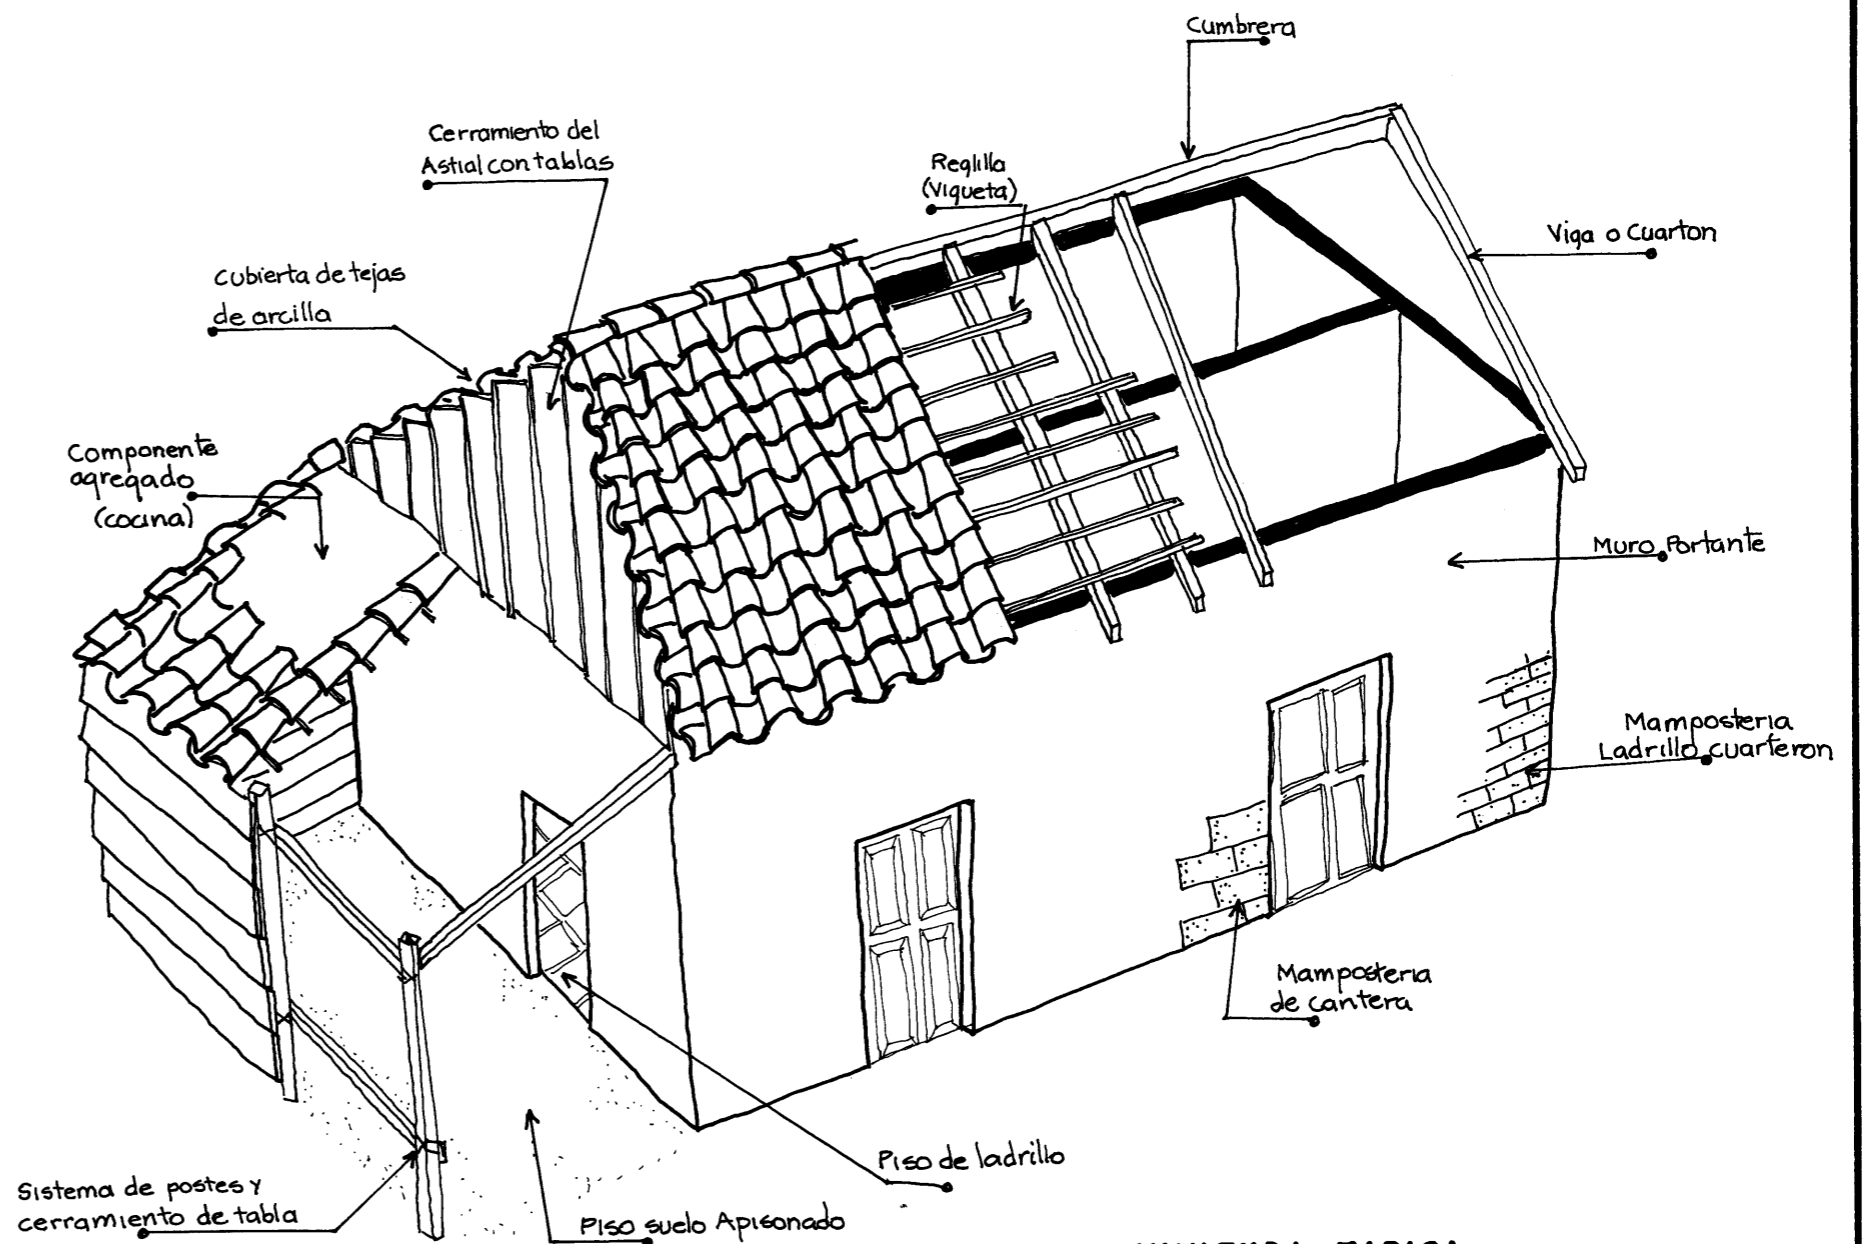 Cumbrera
Cerramiento del
Astial con tablas
Reglilla
(Viqueta)
Viga o Cuarton
Cubierta de tejas
de arcilla
Componente
agregado
(cocina)
Muro Portante
Mamposteria
Ladrillo cuarteron
Mamposteria
de cantera
Piso de ladrillo
Sistema de postes y
cerramiento de tabla
Piso suelo Apisonado